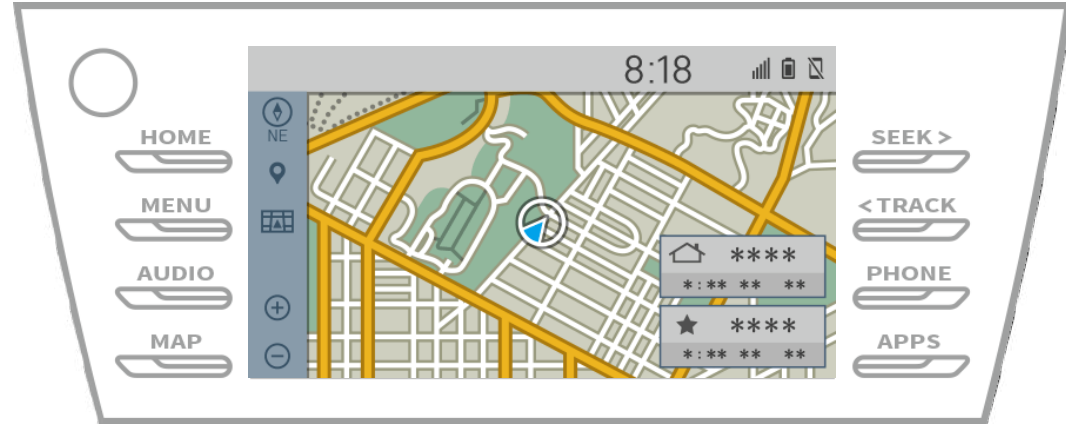 8:18
NE
HOME
MENU
AUDIO
MAP
SEEK >
< TRACK
PHONE
APPS
****
*:** ** **
****
*:** ** **